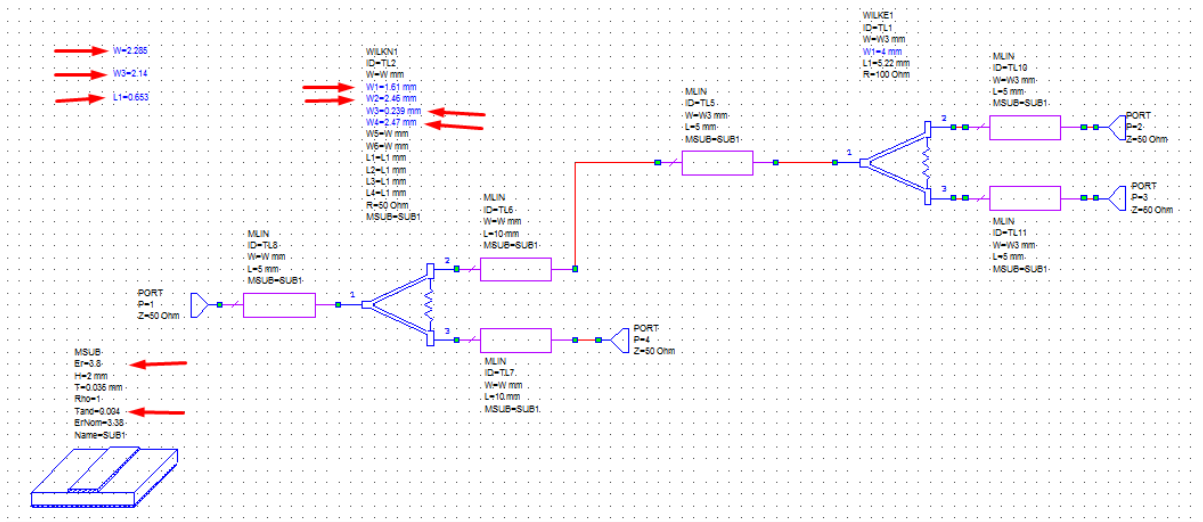 W=2.285
W3=2.14
L1=0.653
WILKN1
ID=TL2
W=W mm
W1=1.61 mm
W2=2.46 mm
W3=0.239 mm
W4=2.47 mm
W5=W mm
W6=W mm
L1=L1 mm
L2=L1 mm
L3=L1 mm
L4=L1 mm
R=50 Ohm
MSUB=SUB1
WILKE1
ID=TL1
W=W3 mm
W1=4 mm
L1=5.22 mm
R=100 Ohm
MLIN
ID=TL10
W=W3 mm
L=5 mm
MSUB=SUB1
MLIN
ID=TL5
W=W3 mm
L=5 mm
MSUB=SUB1
1
2
3
PORT
P=2
Z=50 Ohm
PORT
P=3
Z=50 Ohm
MLIN
ID=TL11
W=W3 mm
L=5 mm
MSUB=SUB1
MLIN
ID=TL6
W=W mm
L=10 mm
MSUB=SUB1
MLIN
ID=TL8
W=W mm
L=5 mm
MSUB=SUB1
PORT
P=1
Z=50 Ohm
1
2
3
PORT
P=4
Z=50 Ohm
MLIN
ID=TL7
W=W mm
L=10 mm
MSUB=SUB1
MSUB
Er=3.8
H=2 mm
T=0.035 mm
Rho=1
Tand=0.004
ErNom=3.38
Name=SUB1